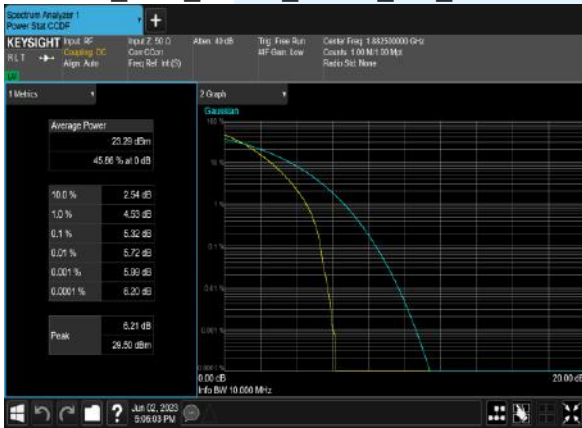 Spectrum Analyzer 1
Power Stat CCDF
+
KEYSIGHT
Input: RF
Coupling: DC
Align: Auto
Input Z: 50 Ω
Corr CCorr
Freq Ref: Int (S)
Atten: 40 dB
Trig: Free Run
#IF Gain: Low
Center Freq: 1.882500000 GHz
Counts: 1.00 M/1.00 Mpt
Radio Std: None
R L T
1 Metrics
2 Graph
Average Power
23.29 dBm
45.86 % at 0 dB
10.0 % 2.54 dB
1.0 % 4.53 dB
0.1 % 5.32 dB
0.01 % 5.72 dB
0.001 % 5.99 dB
0.0001 % 6.20 dB
Peak
6.21 dB
29.50 dBm
Gaussian
100 %
10 %
1 %
0.1 %
0.01 %
0.001 %
0.0001 %
0.00 dB
20.00 dB
Info BW 10.000 MHz
?
Jun 02, 2023
5:06:03 PM